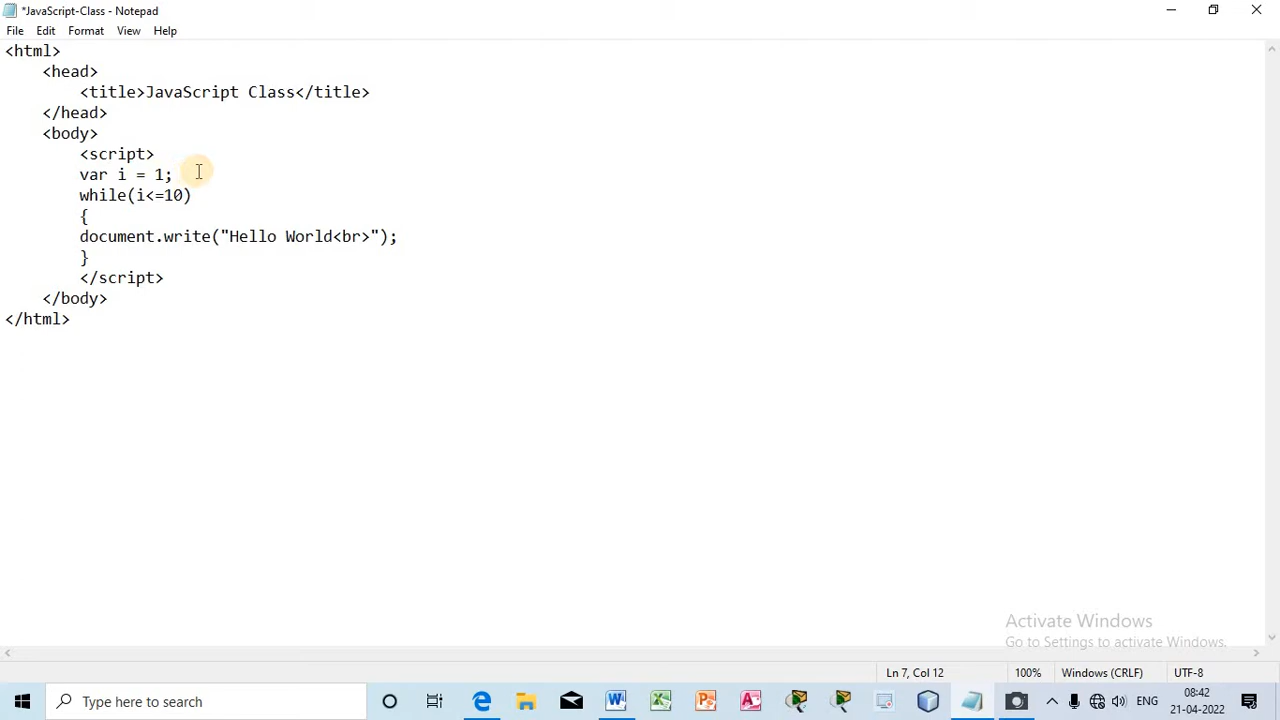 *JavaScript-Class - Notepad
File Edit Format View Help
<html>
<head>
<title>JavaScript Class</title>
</head>
<body>
<script>
var i = 1;
while(i<=10)
{
document.write("Hello World<br>");
}
</script>
</body>
</html>
Activate Windows
Go to Settings to activate Windows.
Ln 7, Col 12 100% Windows (CRLF) UTF-8
Type here to search
ENG
08:42
21-04-2022